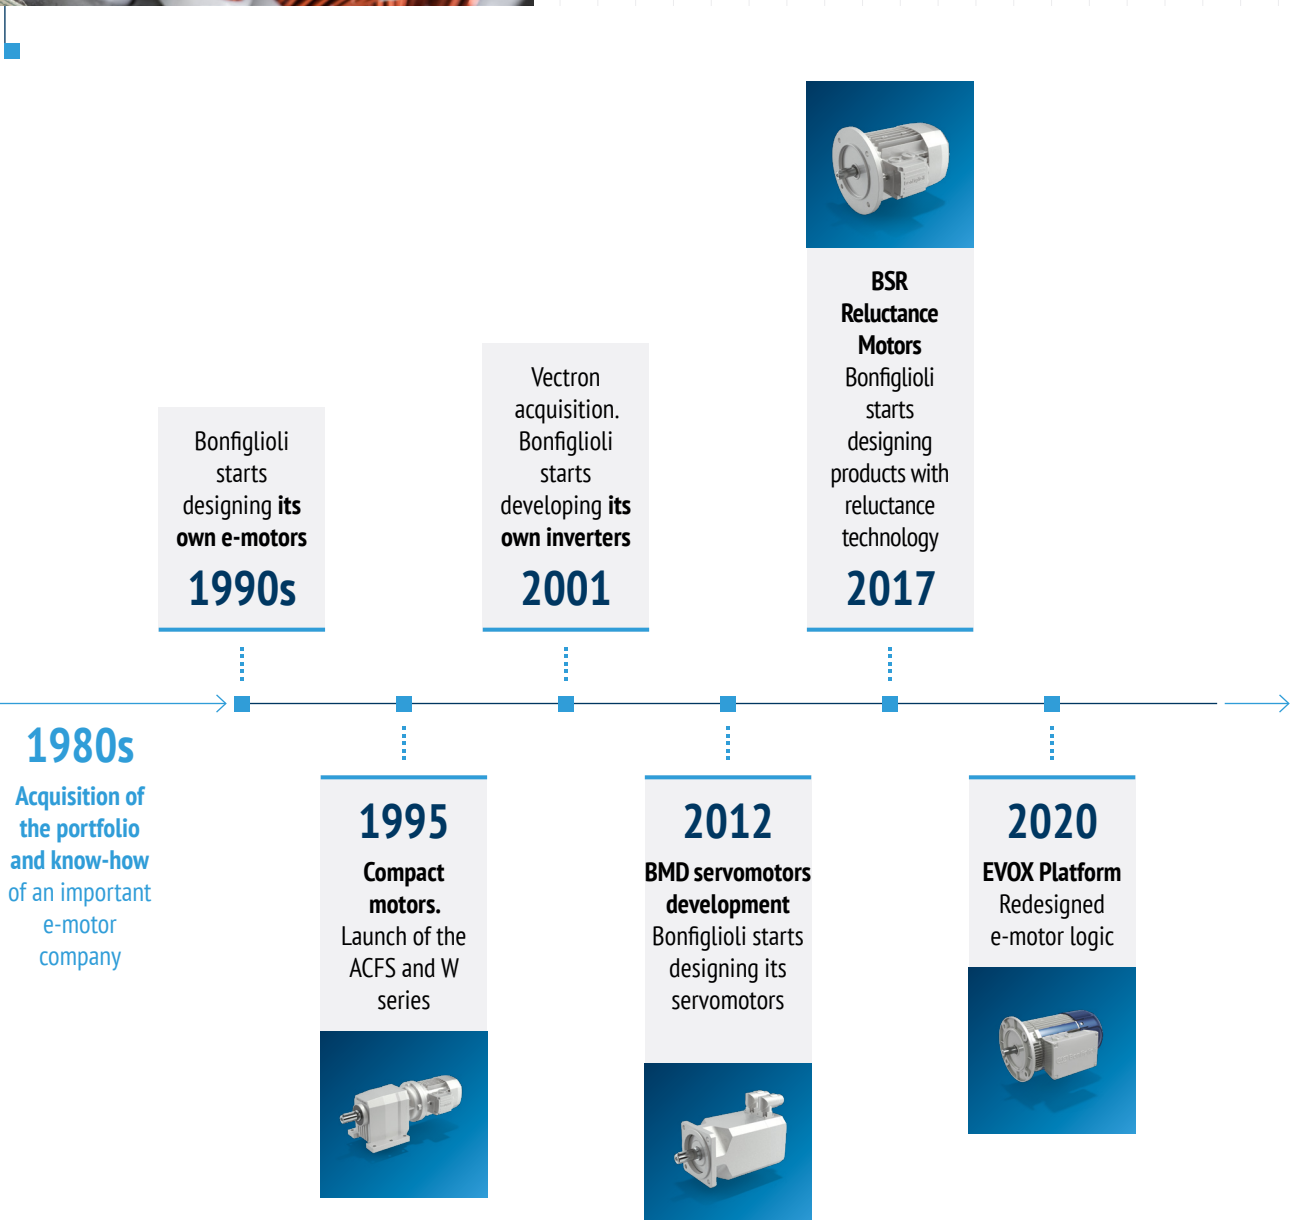 1980s
Acquisition of
the portfolio
and know-how
of an important
e-motor
company
Bonfiglioli
starts
designing its
own e-motors
1990s
1995
Compact
motors.
Launch of the
ACFS and W
series
Vectron
acquisition.
Bonfiglioli
starts
developing its
own inverters
2001
2012
BMD servomotors
development
Bonfiglioli starts
designing its
servomotors
BSR
Reluctance
Motors
Bonfiglioli
starts
designing
products with
reluctance
technology
2017
2020
EVOX Platform
Redesigned
e-motor logic